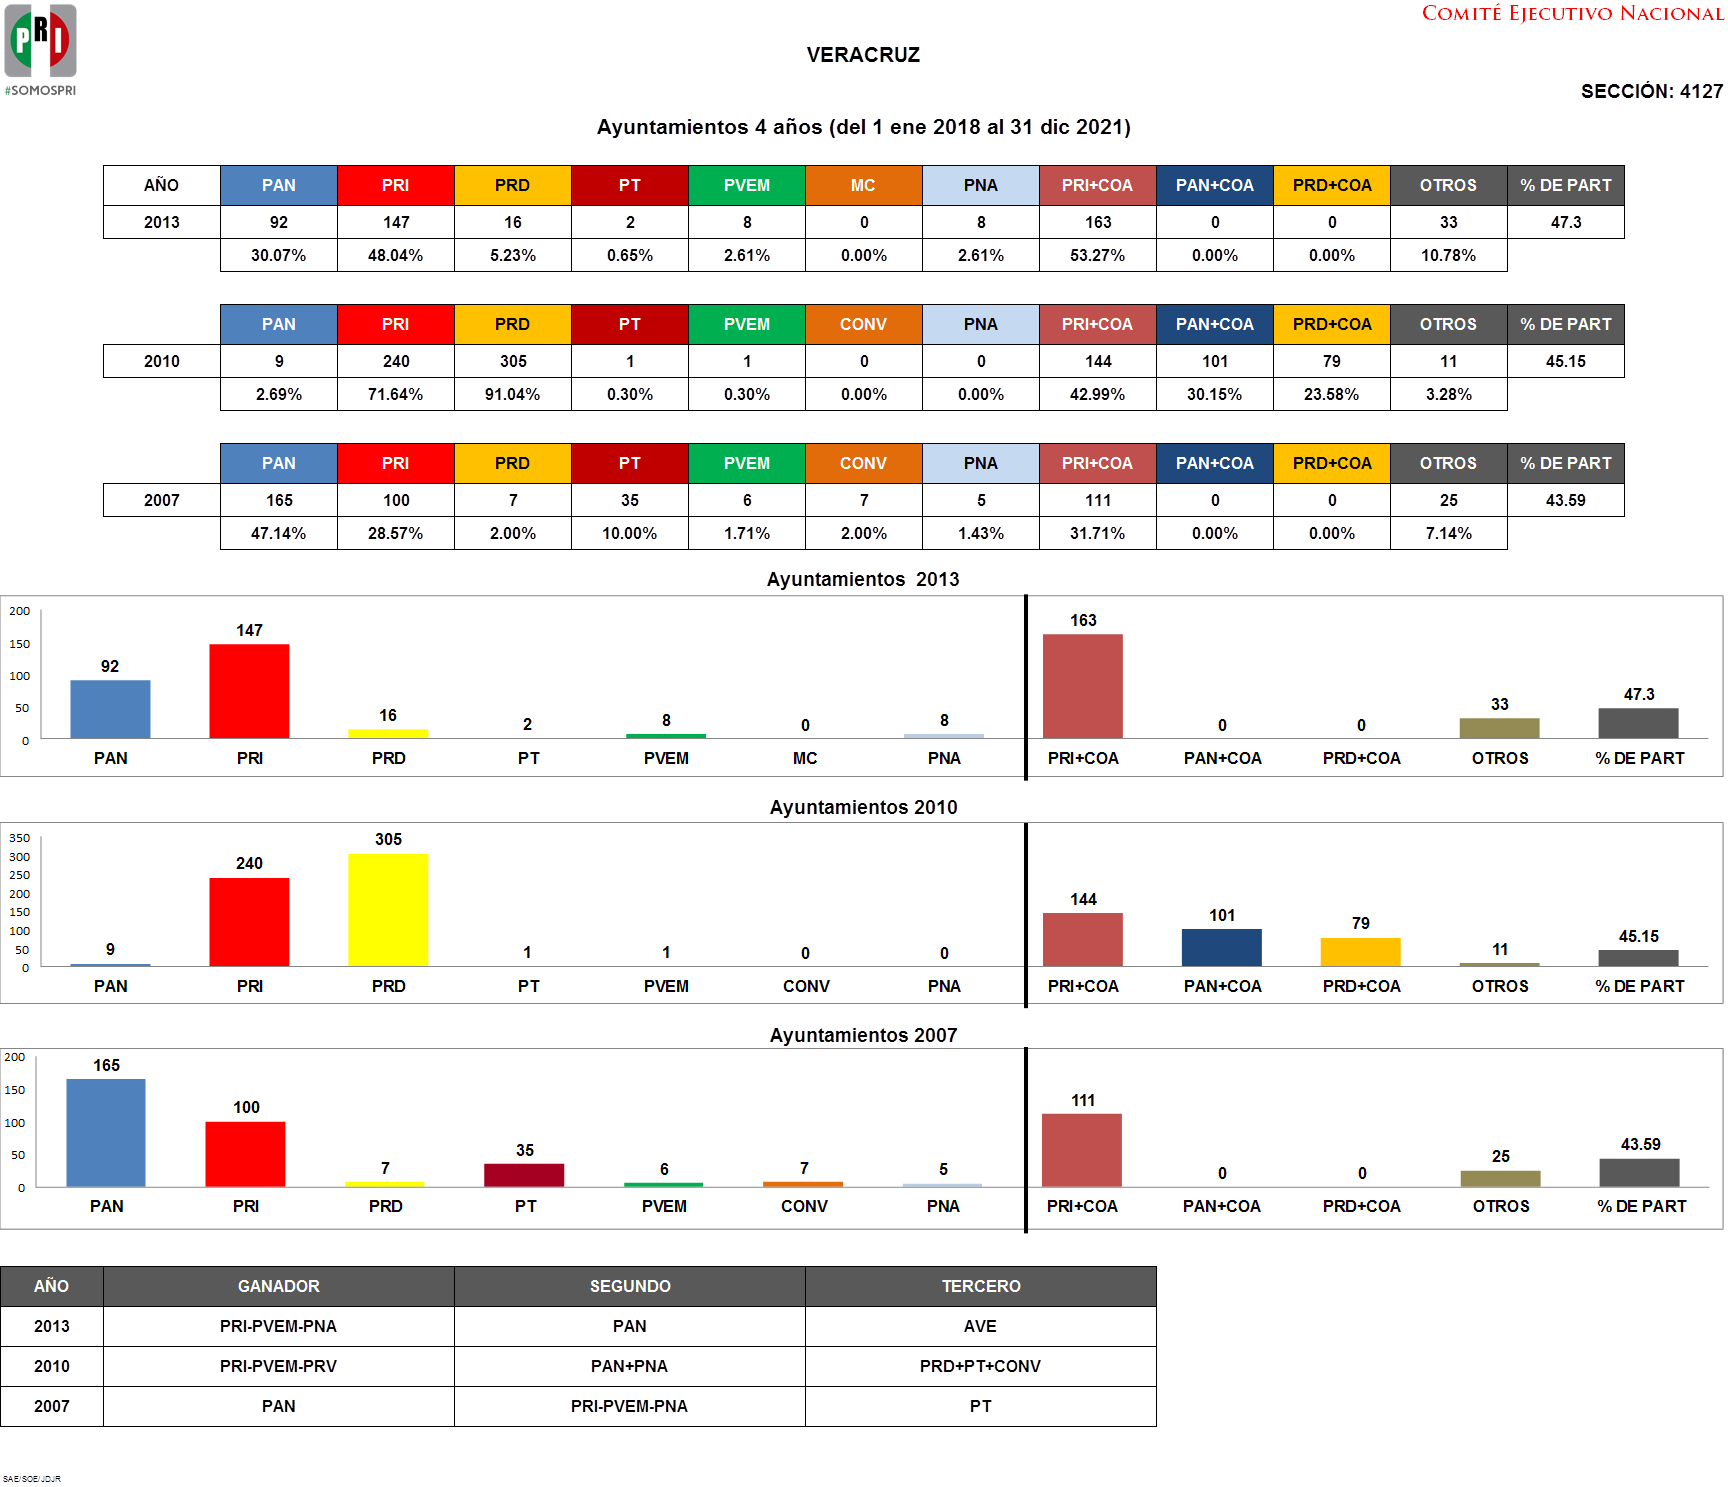 COMITÉ EJECUTIVO NACIONAL
PRI
#SOMOSPRI
VERACRUZ
SECCIÓN: 4127
Ayuntamientos 4 años (del 1 ene 2018 al 31 dic 2021)
AÑO PAN PRI PRD PT PVEM MC PNA PRI+COA PAN+COA PRD+COA OTROS % DE PART
2013 92 147 16 2 8 0 8 163 0 0 33 47.3
30.07% 48.04% 5.23% 0.65% 2.61% 0.00% 2.61% 53.27% 0.00% 0.00% 10.78%
PAN PRI PRD PT PVEM CONV PNA PRI+COA PAN+COA PRD+COA OTROS % DE PART
2010 9 240 305 1 1 0 0 144 101 79 11 45.15
2.69% 71.64% 91.04% 0.30% 0.30% 0.00% 0.00% 42.99% 30.15% 23.58% 3.28%
PAN PRI PRD PT PVEM CONV PNA PRI+COA PAN+COA PRD+COA OTROS % DE PART
2007 165 100 7 35 6 7 5 111 0 0 25 43.59
47.14% 28.57% 2.00% 10.00% 1.71% 2.00% 1.43% 31.71% 0.00% 0.00% 7.14%
Ayuntamientos 2013
200
150
100
50
0
92 147 16 2 8 0 8 163 0 0 33 47.3
PAN PRI PRD PT PVEM MC PNA PRI+COA PAN+COA PRD+COA OTROS % DE PART
Ayuntamientos 2010
350
300
250
200
150
100
50
0
9 240 305 1 1 0 0 144 101 79 11 45.15
PAN PRI PRD PT PVEM CONV PNA PRI+COA PAN+COA PRD+COA OTROS % DE PART
Ayuntamientos 2007
200
150
100
50
0
165 100 7 35 6 7 5 111 0 0 25 43.59
PAN PRI PRD PT PVEM CONV PNA PRI+COA PAN+COA PRD+COA OTROS % DE PART
AÑO GANADOR SEGUNDO TERCERO
2013 PRI-PVEM-PNA PAN AVE
2010 PRI-PVEM-PRV PAN+PNA PRD+PT+CONV
2007 PAN PRI-PVEM-PNA PT
SAE/SOE/JDJR